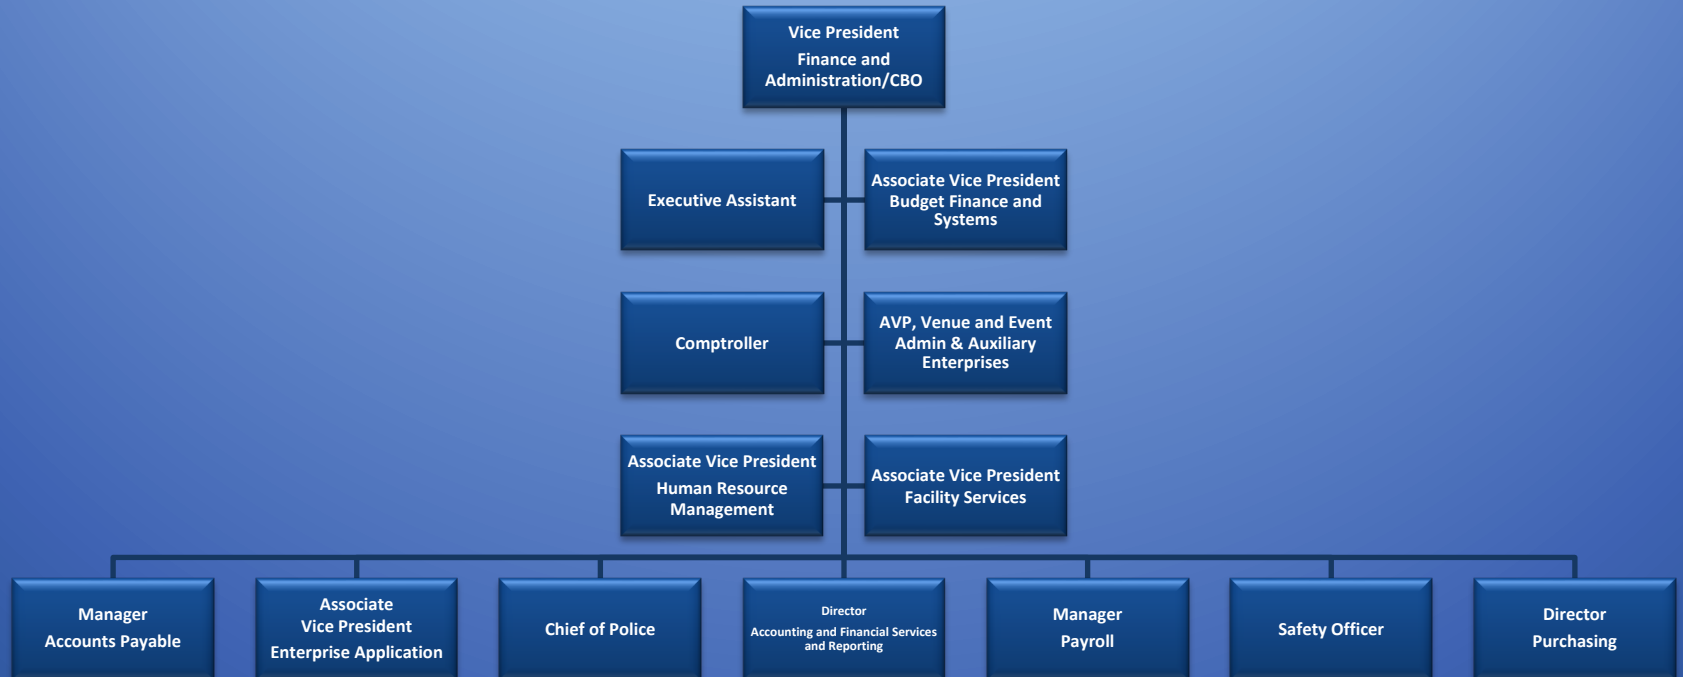 Vice President
Finance and
Administration/CBO
Executive Assistant
Associate Vice President
Budget Finance and
Systems
Comptroller
AVP, Venue and Event
Admin & Auxiliary
Enterprises
Associate Vice President
Human Resource
Management
Associate Vice President
Facility Services
Manager
Accounts Payable
Associate
Vice President
Enterprise Application
Chief of Police
Director
Accounting and Financial Services
and Reporting
Manager
Payroll
Safety Officer
Director
Purchasing